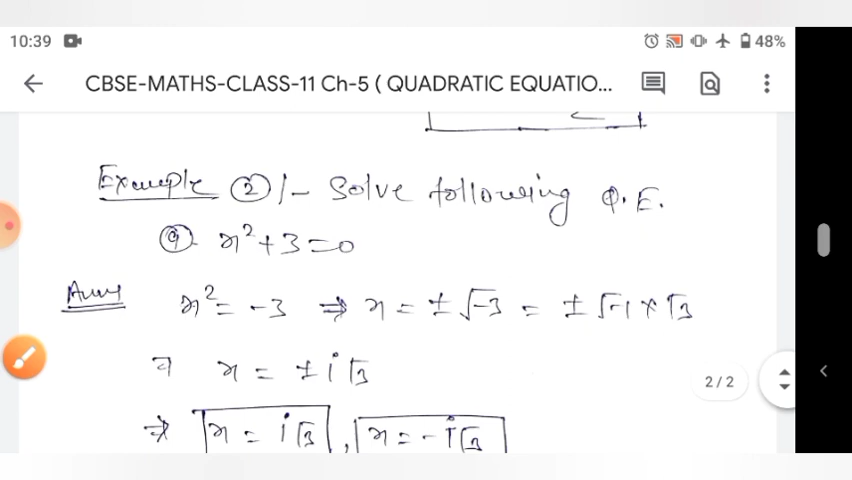 10:39 48%
CBSE-MATHS-CLASS-11 Ch-5 ( QUADRATIC EQUATIO...
Example ② /- Solve following Q.E.
ⓐ x²+3=0
Ans x² = -3 ⇒ x = ± √-3 = ± √-1 × √3
⇒ x = ± i √3
⇒ x = i √3 , x = - i √3
2 / 2